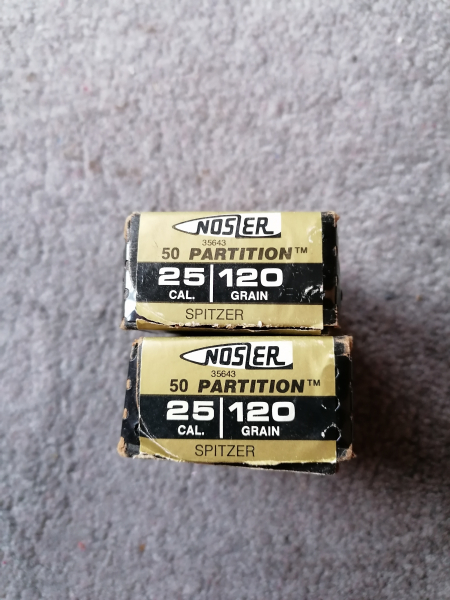 NOSLER
35643
50 PARTITION™
25 120
CAL. GRAIN
SPITZER
NOSLER
35643
50 PARTITION™
25 120
CAL. GRAIN
SPITZER